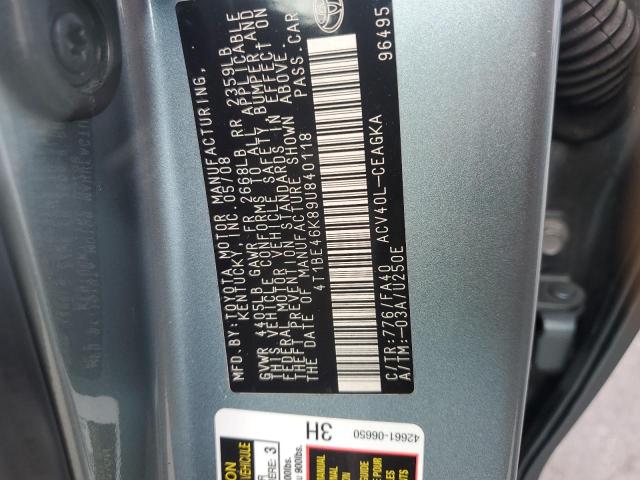 MFD. BY: TOYOTA MOTOR MANUFACTURING,
KENTUCKY, INC. 05/08
GVWR 4405LB GAWR FR 2668LB RR 2359LB
THIS VEHICLE CONFORMS TO ALL APPLICABLE
FEDERAL MOTOR VEHICLE SAFETY, BUMPER, AND
THEFT PREVENTION STANDARDS IN EFFECT ON
THE DATE OF MANUFACTURE SHOWN ABOVE.
4T1BE46K89U840118 PASS. CAR
C/TR: 776/FA40 ACV40L-CEAGKA
A/TM: -03A/U250E
96495
TOYOTA
42661-06650
3H